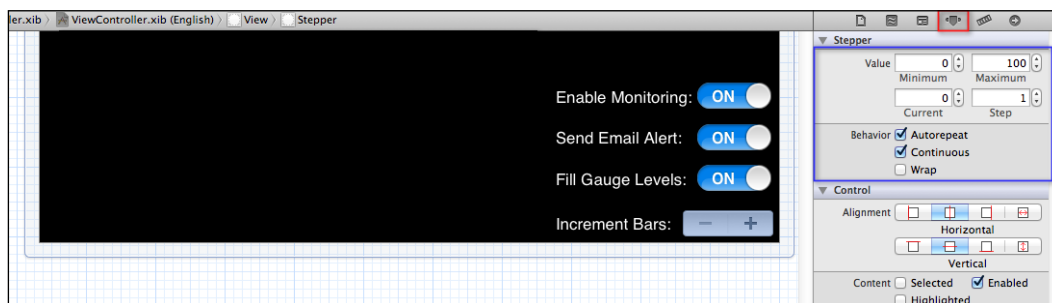 ler.xib ViewController.xib (English) View Stepper
Stepper
Value 0 100
Minimum Maximum
0 1
Current Step
Behavior Autorepeat
Continuous
Wrap
Control
Alignment
Horizontal
Vertical
Content Selected Enabled
Highlighted
Enable Monitoring: ON
Send Email Alert: ON
Fill Gauge Levels: ON
Increment Bars: − +